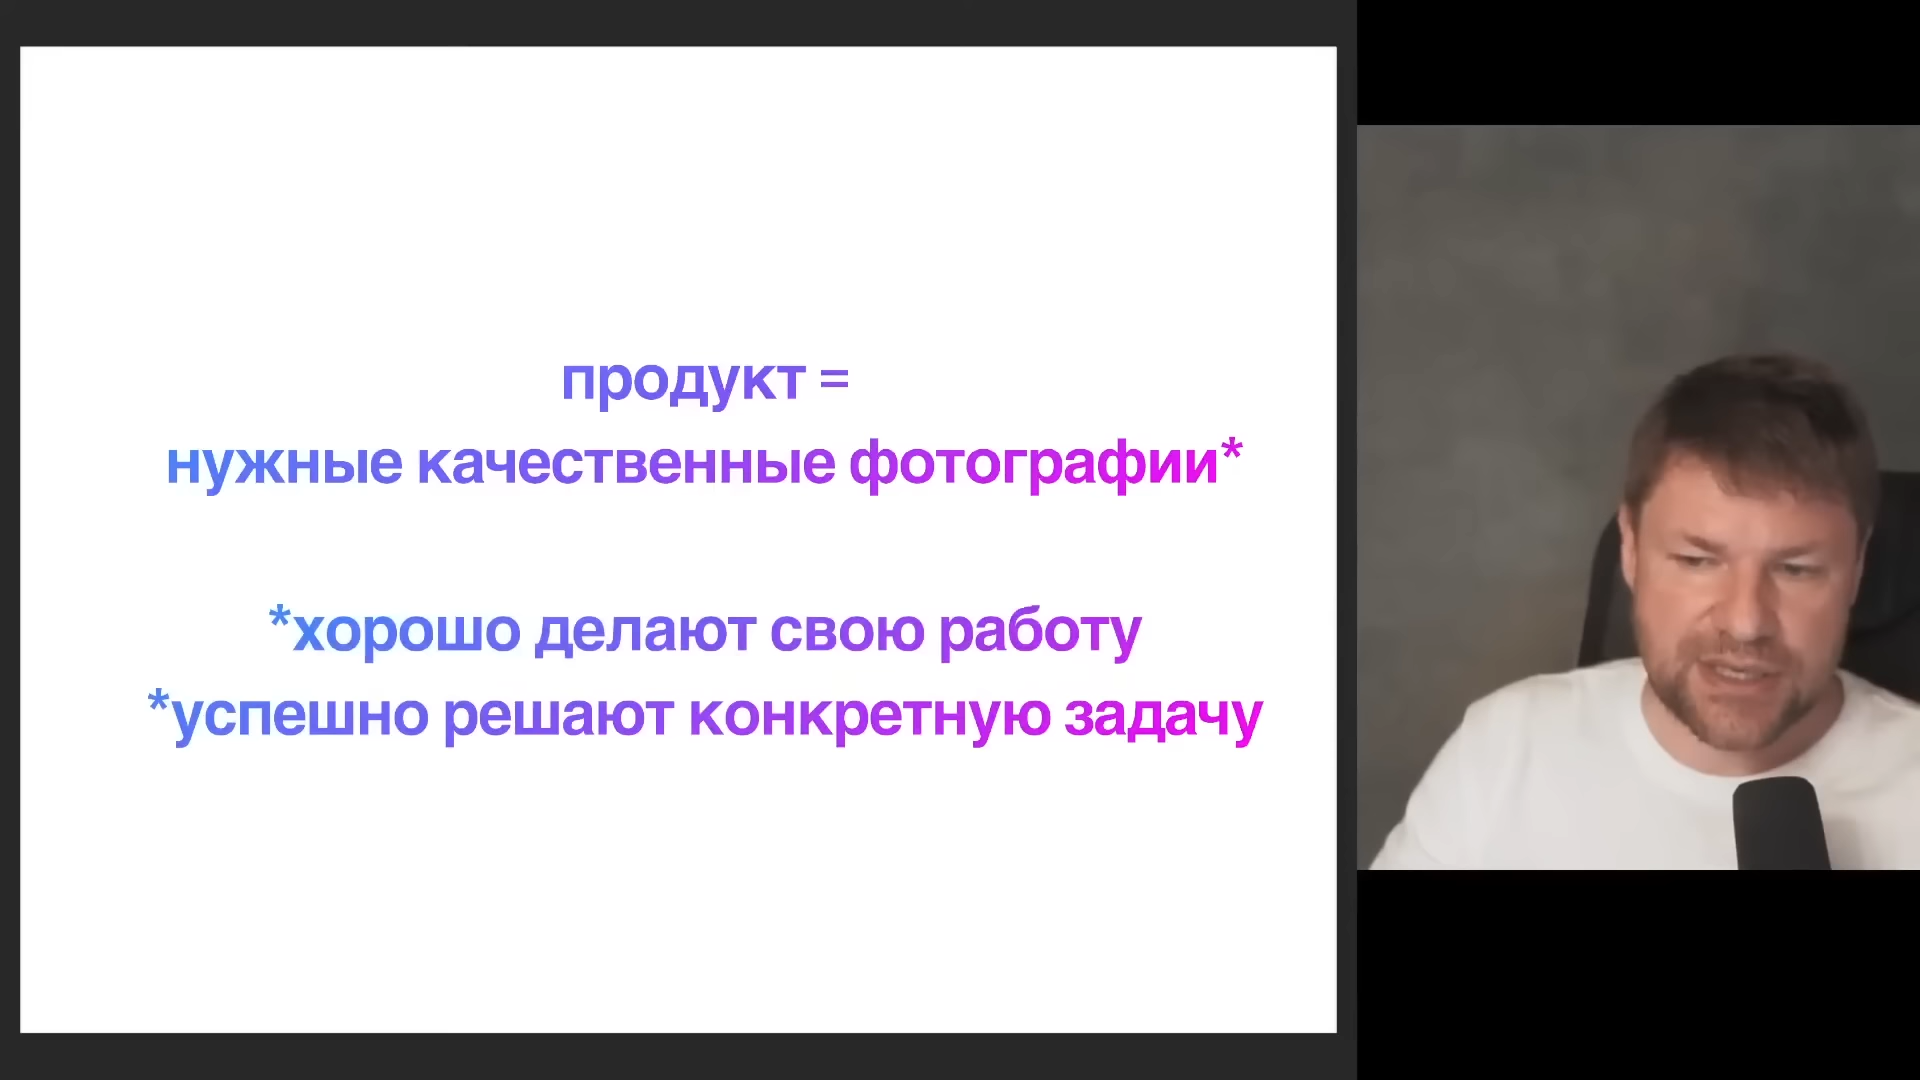 продукт =
нужные качественные фотографии*
*хорошо делают свою работу
*успешно решают конкретную задачу